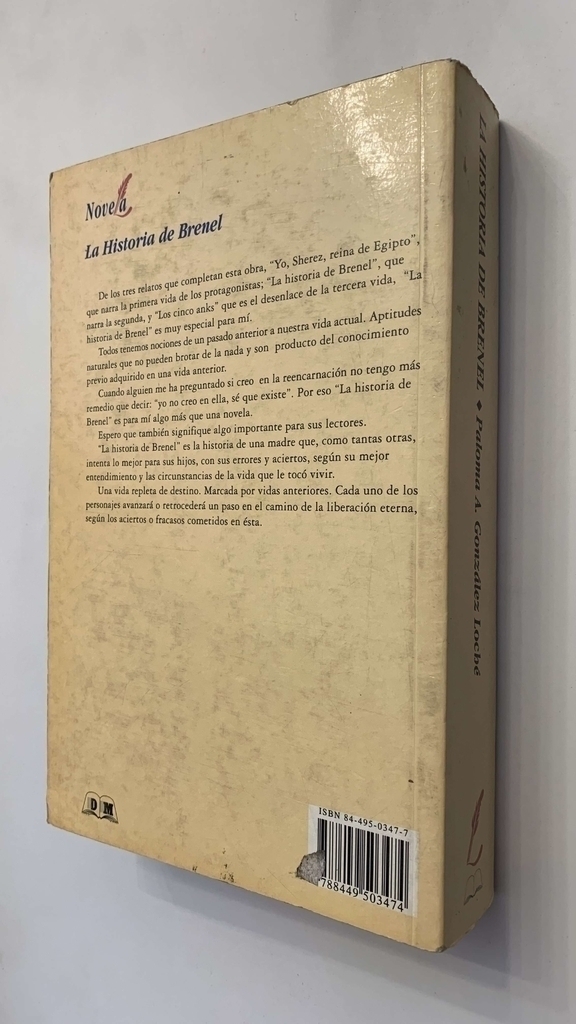 Novela
La Historia de Brenel
De los tres relatos que completan esta obra, "Yo, Sherez, reina de Egipto",
que narra la primera vida de los protagonistas; "La historia de Brenel", que
narra la segunda, y "Los cinco anks" que es el desenlace de la tercera vida, "La
historia de Brenel" es muy especial para mí.
Todos tenemos nociones de un pasado anterior a nuestra vida actual. Aptitudes
naturales que no pueden brotar de la nada y son producto del conocimiento
previo adquirido en una vida anterior.
Cuando alguien me ha preguntado si creo en la reencarnación no tengo más
remedio que decir: "yo no creo en ella, sé que existe". Por eso "La historia de
Brenel" es para mí algo más que una novela.
Espero que también signifique algo importante para sus lectores.
"La historia de Brenel" es la historia de una madre que, como tantas otras,
intenta lo mejor para sus hijos, con sus errores y aciertos, según su mejor
entendimiento y las circunstancias de la vida que le tocó vivir.
Una vida repleta de destino. Marcada por vidas anteriores. Cada uno de los
personajes avanzará o retrocederá un paso en el camino de la liberación eterna,
según los aciertos o fracasos cometidos en ésta.
D M
ISBN 84-495-0347-7
788449 503474
LA HISTORIA DE BRENEL ◆ Paloma A. González Loché